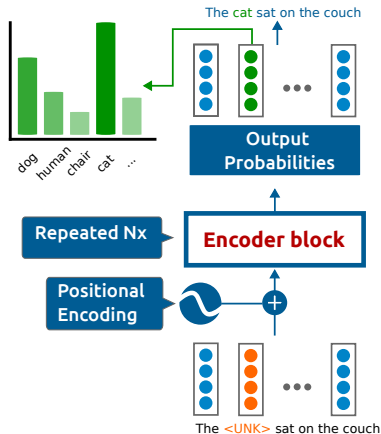 The cat sat on the couch
dog
human
chair
cat
...
Output
Probabilities
Repeated Nx
Encoder block
Positional
Encoding
The <UNK> sat on the couch